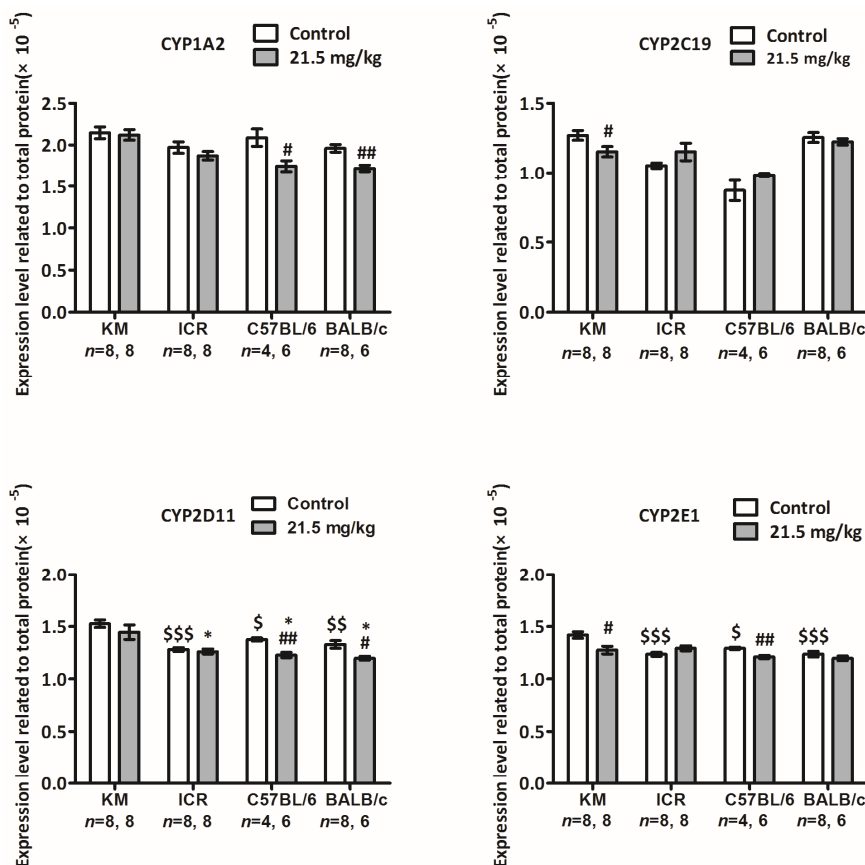 CYP1A2
Control
21.5 mg/kg
Expression level related to total protein(× 10 -5)
2.5
2.0
1.5
1.0
0.5
0.0
#
##
KM ICR C57BL/6 BALB/c
n=8, 8 n=8, 8 n=4, 6 n=8, 6
CYP2C19
Control
21.5 mg/kg
Expression level related to total protein(× 10 -5)
1.5
1.0
0.5
0.0
#
KM ICR C57BL/6 BALB/c
n=8, 8 n=8, 8 n=4, 6 n=8, 6
CYP2D11
Control
21.5 mg/kg
Expression level related to total protein(× 10 -5)
2.0
1.5
1.0
0.5
0.0
$$$ * $ * $$ *
## #
KM ICR C57BL/6 BALB/c
n=8, 8 n=8, 8 n=4, 6 n=8, 6
CYP2E1
Control
21.5 mg/kg
Expression level related to total protein(× 10 -5)
2.0
1.5
1.0
0.5
0.0
# $$$ $ ## $$$
KM ICR C57BL/6 BALB/c
n=8, 8 n=8, 8 n=4, 6 n=8, 6